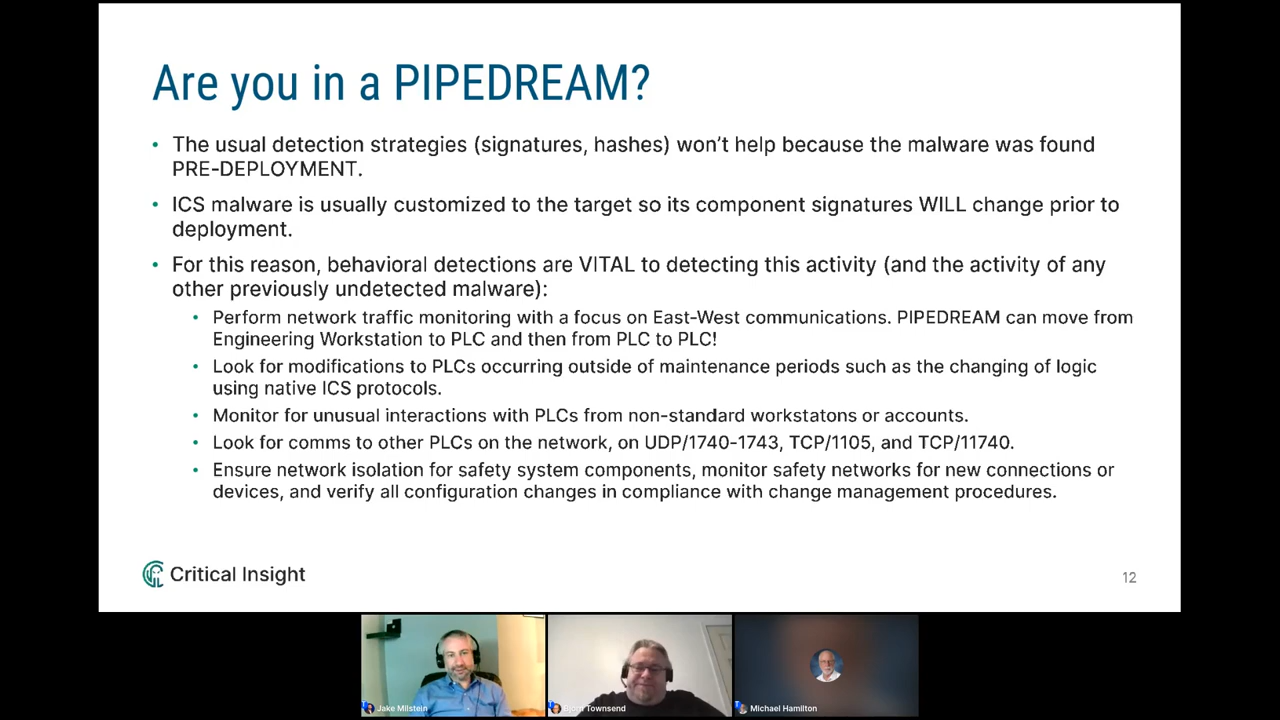 Are you in a PIPEDREAM?
• The usual detection strategies (signatures, hashes) won't help because the malware was found
PRE-DEPLOYMENT.
• ICS malware is usually customized to the target so its component signatures WILL change prior to
deployment.
• For this reason, behavioral detections are VITAL to detecting this activity (and the activity of any
other previously undetected malware):
• Perform network traffic monitoring with a focus on East-West communications. PIPEDREAM can move from
Engineering Workstation to PLC and then from PLC to PLC!
• Look for modifications to PLCs occurring outside of maintenance periods such as the changing of logic
using native ICS protocols.
• Monitor for unusual interactions with PLCs from non-standard workstatons or accounts.
• Look for comms to other PLCs on the network, on UDP/1740-1743, TCP/1105, and TCP/11740.
• Ensure network isolation for safety system components, monitor safety networks for new connections or
devices, and verify all configuration changes in compliance with change management procedures.
Critical Insight
12
Jake Milstein
Townsend
Michael Hamilton